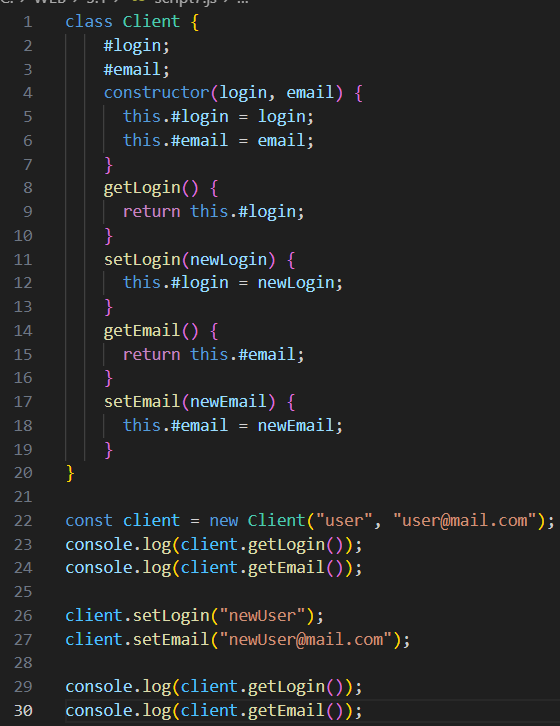 C: > WEB > 3.1 > script7.js > ...
1 class Client {
2 #login;
3 #email;
4 constructor(login, email) {
5 this.#login = login;
6 this.#email = email;
7 }
8 getLogin() {
9 return this.#login;
10 }
11 setLogin(newLogin) {
12 this.#login = newLogin;
13 }
14 getEmail() {
15 return this.#email;
16 }
17 setEmail(newEmail) {
18 this.#email = newEmail;
19 }
20 }
21
22 const client = new Client("user", "user@mail.com");
23 console.log(client.getLogin());
24 console.log(client.getEmail());
25
26 client.setLogin("newUser");
27 client.setEmail("newUser@mail.com");
28
29 console.log(client.getLogin());
30 console.log(client.getEmail());